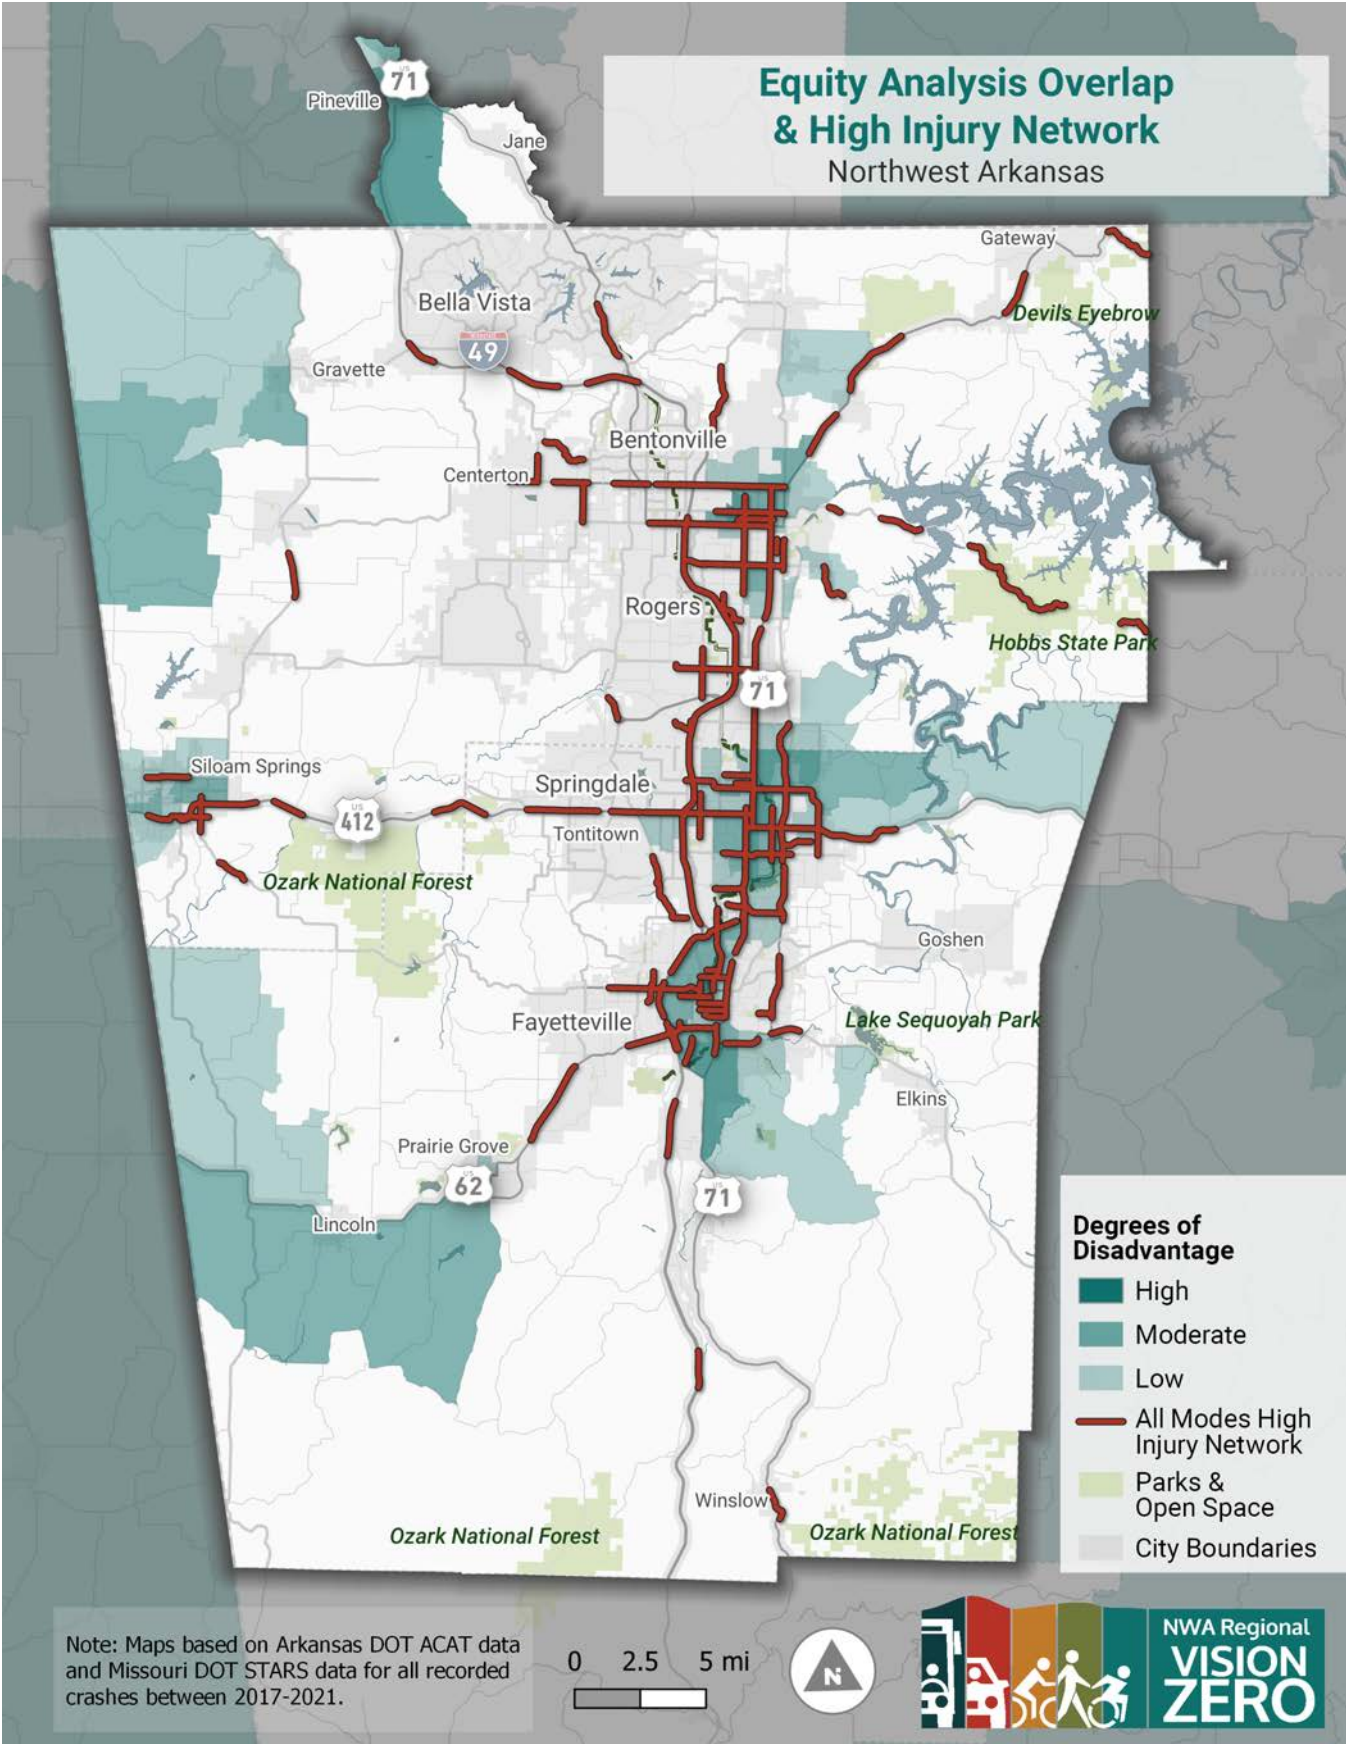 Equity Analysis Overlap
& High Injury Network
Northwest Arkansas
US
71
Pineville
Jane
Gateway
Bella Vista
Devils Eyebrow
49
Gravette
Bentonville
Centerton
Rogers
Hobbs State Park
US
71
Siloam Springs
Springdale
US
412
Tontitown
Ozark National Forest
Goshen
Fayetteville
Lake Sequoyah Park
Elkins
Prairie Grove
US
62
US
71
Lincoln
Winslow
Ozark National Forest
Ozark National Forest
Degrees of
Disadvantage
High
Moderate
Low
All Modes High
Injury Network
Parks &
Open Space
City Boundaries
Note: Maps based on Arkansas DOT ACAT data
and Missouri DOT STARS data for all recorded
crashes between 2017-2021.
0 2.5 5 mi
N
NWA Regional
VISION
ZERO